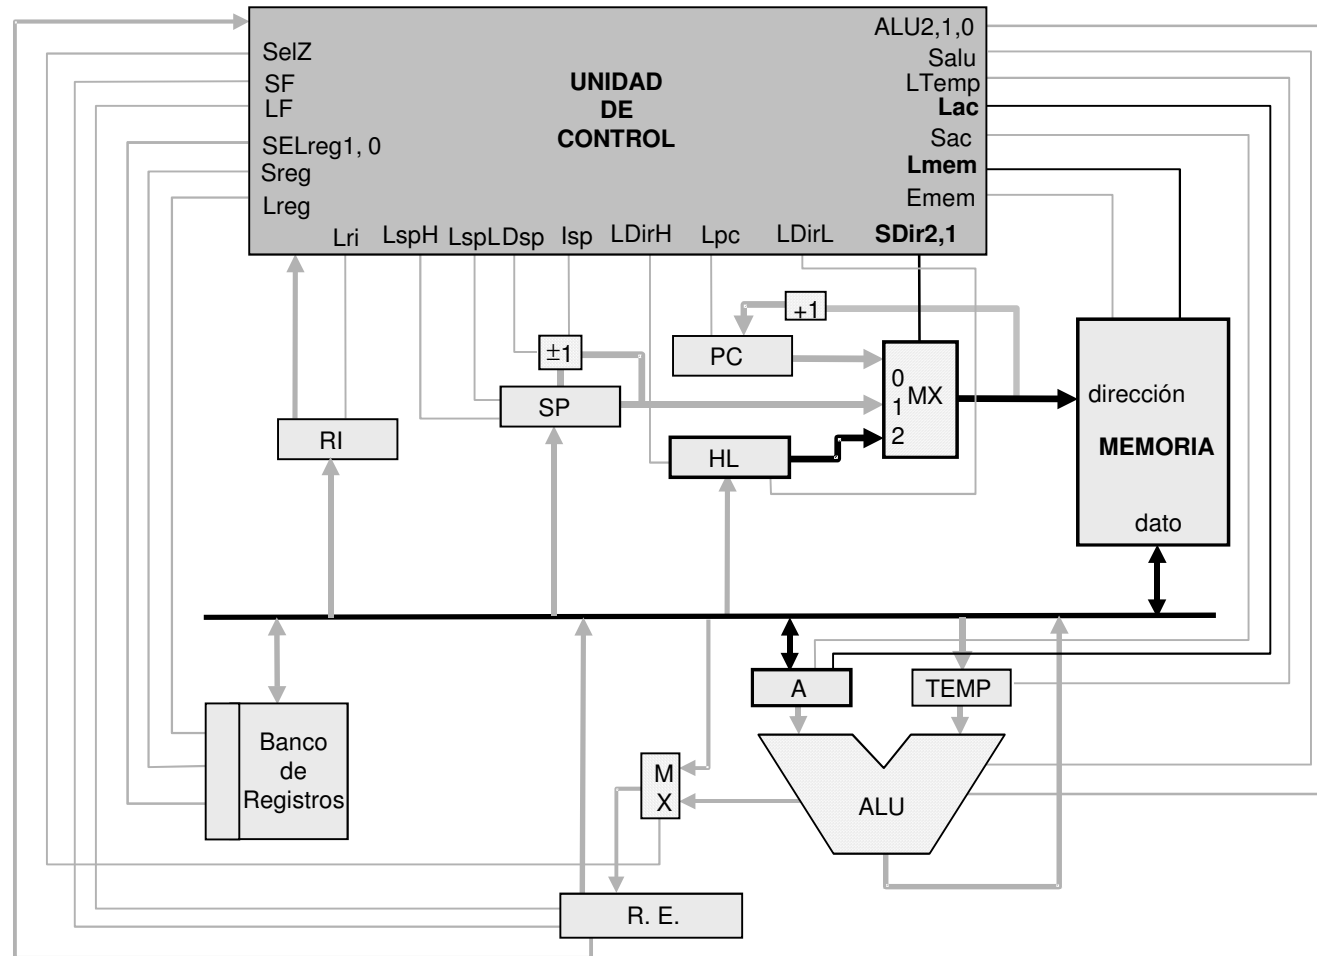 ALU2,1,0
SelZ
Salu
SF
UNIDAD
LTemp
LF
DE
Lac
SELreg1, 0
CONTROL
Sac
Sreg
Lmem
Lreg
Emem
Lri
LspH
LspL
Dsp
Isp
LDirH
Lpc
LDirL
SDir2,1
+1
±1
PC
0
MX
1
2
SP
dirección
MEMORIA
RI
HL
dato
A
TEMP
Banco
de
Registros
M
X
ALU
R. E.